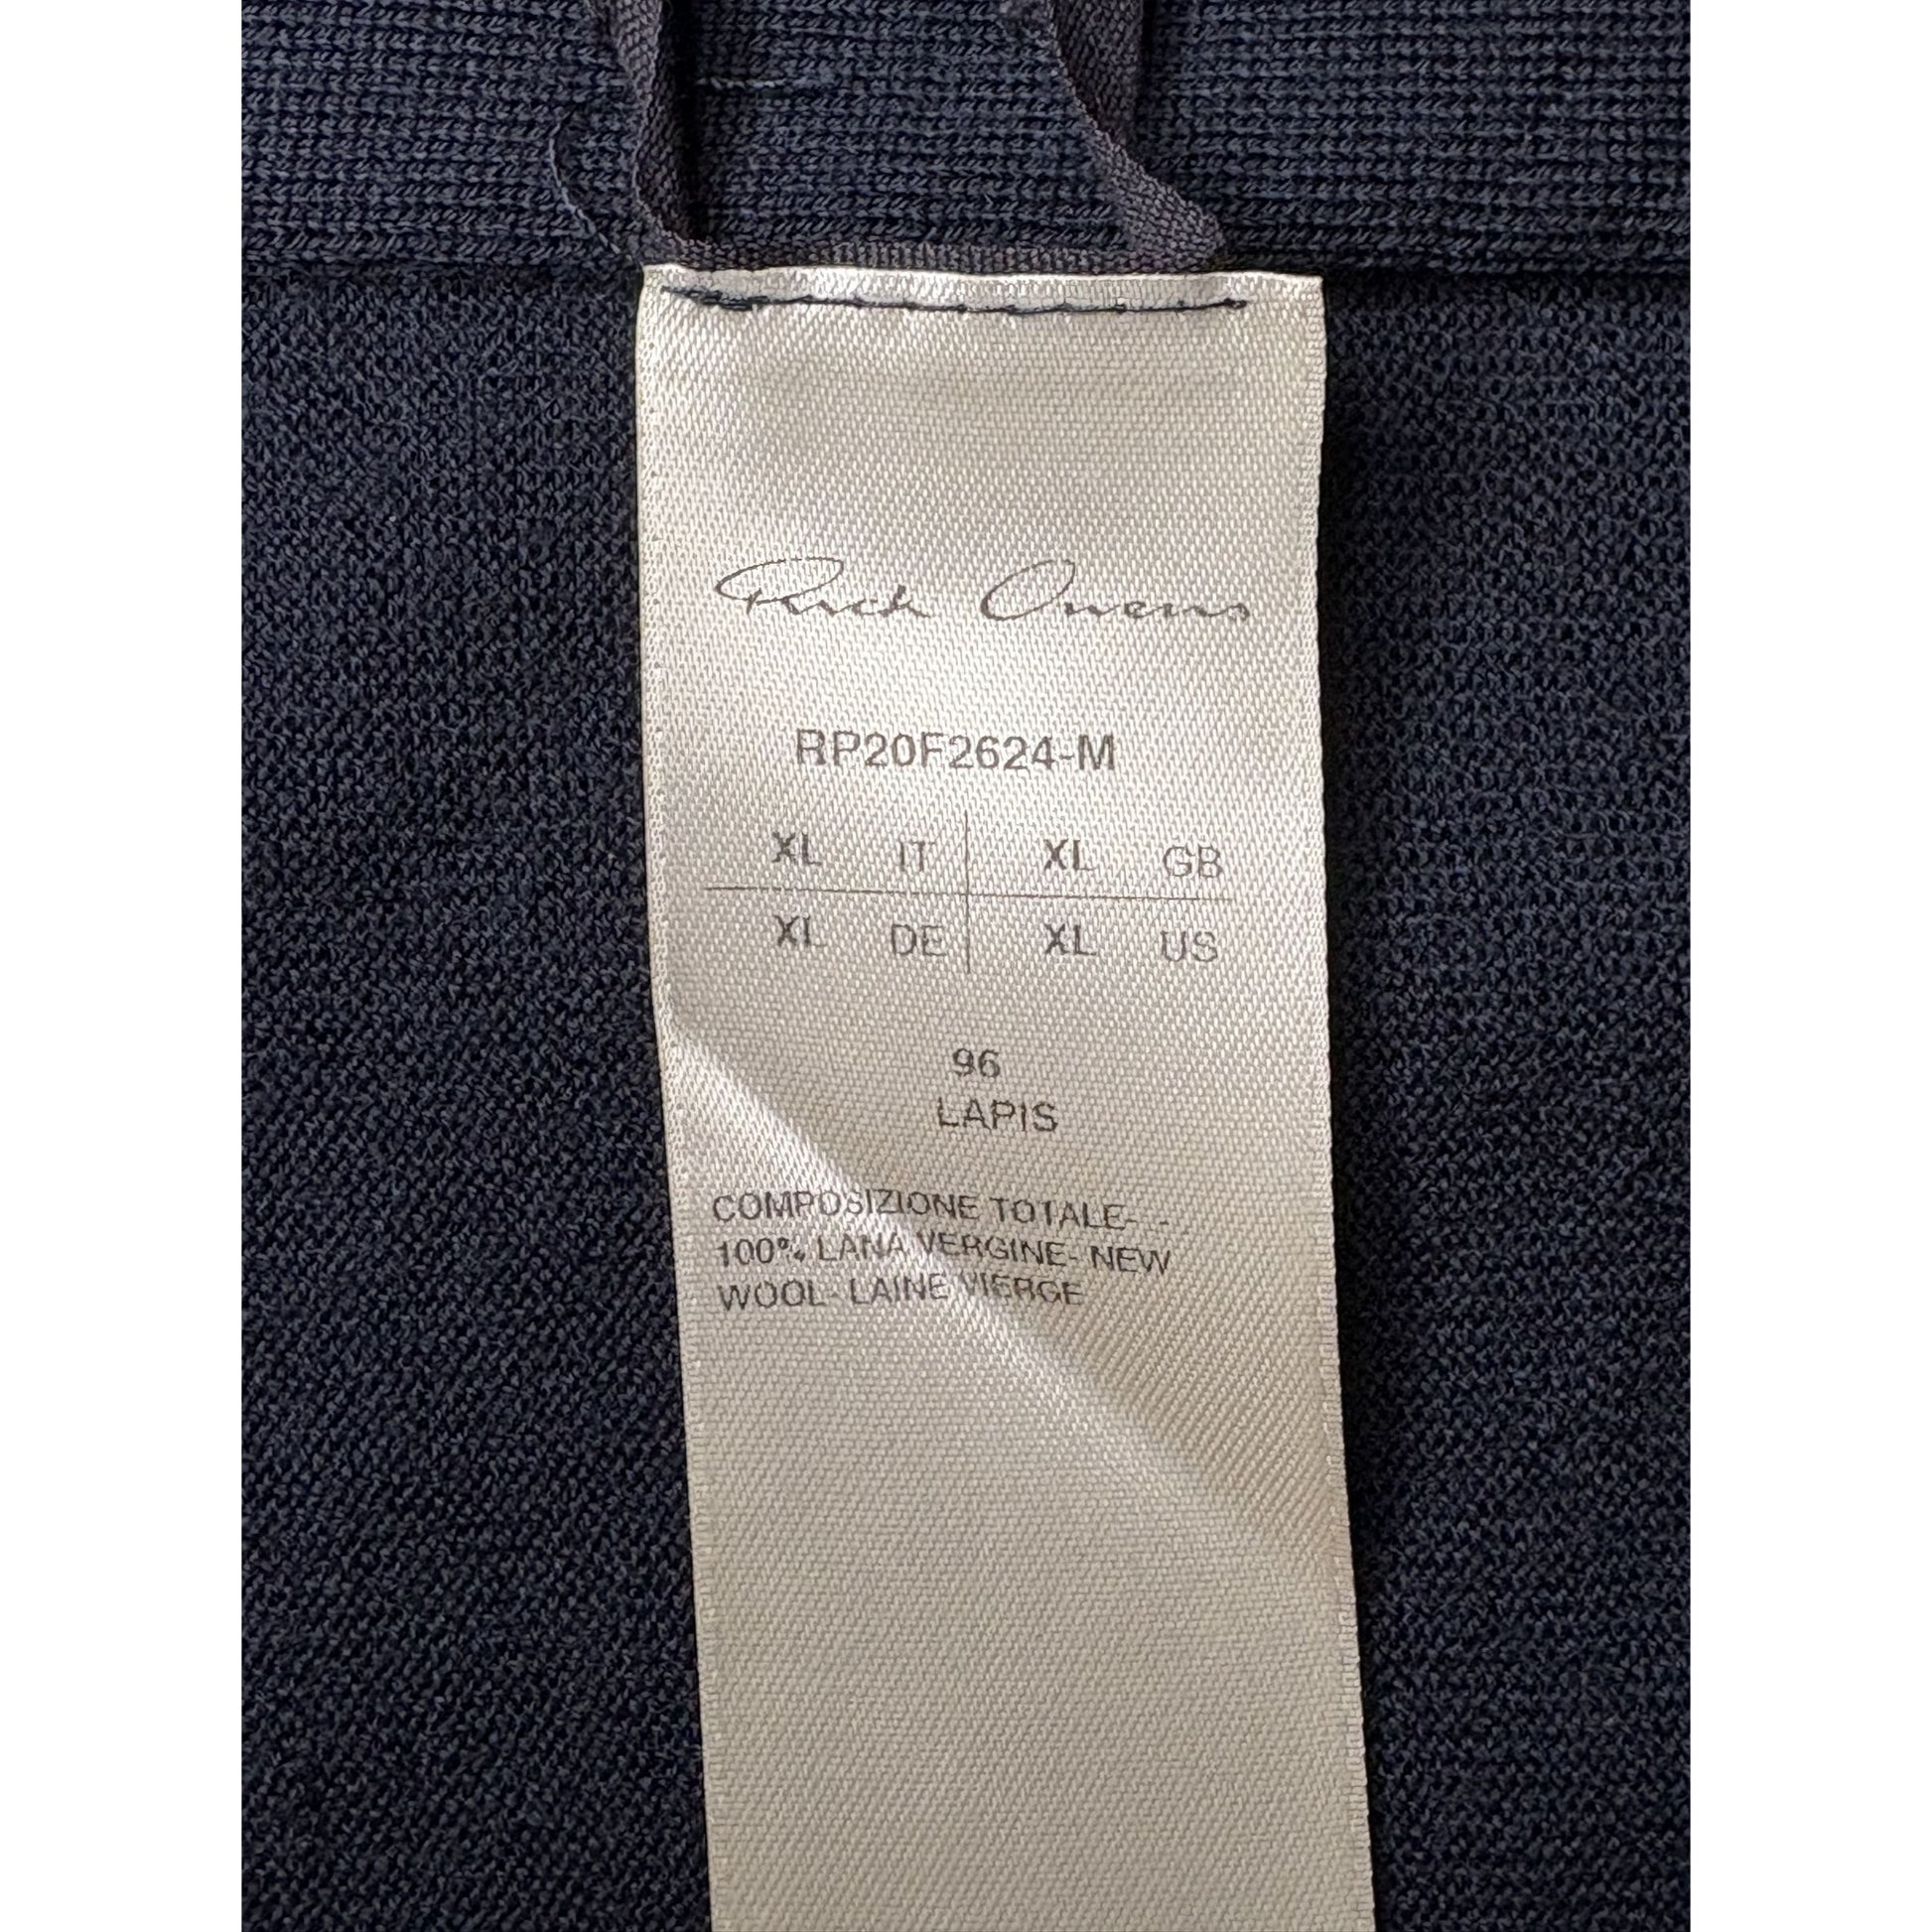 Rick Owens
RP20F2624-M
XL IT XL GB
XL DE XL US
96
LAPIS
COMPOSIZIONE TOTALE- -
100% LANA VERGINE- NEW
WOOL- LAINE VIERGE